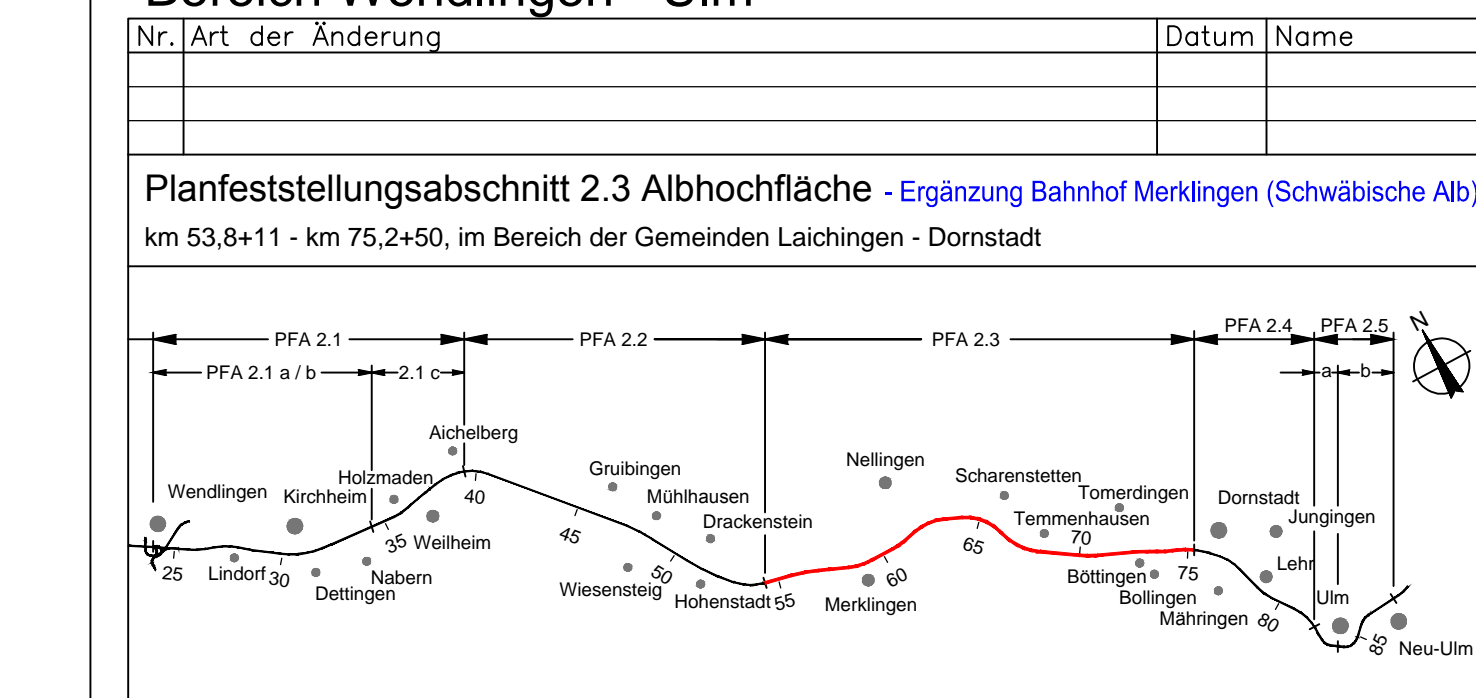 Bereich Wendlingen - Ulm
Nr. Art der Änderung Datum Name
Planfeststellungsabschnitt 2.3 Albhochfläche - Ergänzung Bahnhof Merklingen (Schwäbische Alb)
km 53,8+11 - km 75,2+50, im Bereich der Gemeinden Laichingen - Dornstadt
PFA 2.1 PFA 2.2 PFA 2.3 PFA 2.4 PFA 2.5
N
PFA 2.1 a / b 2.1 c a b
Aichelberg
Nellingen
Holzmaden
Gruibingen
Scharenstetten
Wendlingen
Kirchheim
40
Mühlhausen
Tomerdingen
Dornstadt
Drackenstein
Temmenhausen
Jungingen
45
35
Weilheim
65
70
Lehr
25
Lindorf
30
Nabern
Dettingen
50
Wiesensteig
Hohenstadt
55
60
Merklingen
Böttingen
75
Bollingen
Ulm
Mähringen
80
85
Neu-Ulm